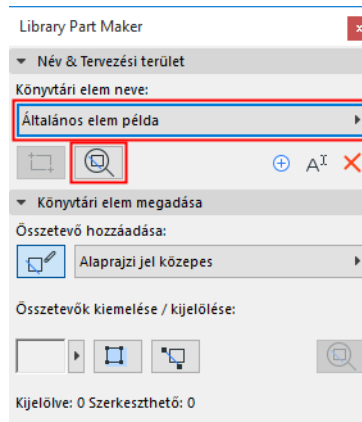 Library Part Maker
Név & Tervezési terület
Könyvtári elem neve:
Általános elem példa
Könyvtári elem megadása
Összetevő hozzáadása:
Alaprajzi jel közepes
Összetevők kiemelése / kijelölése:
Kijelölve: 0 Szerkeszthető: 0